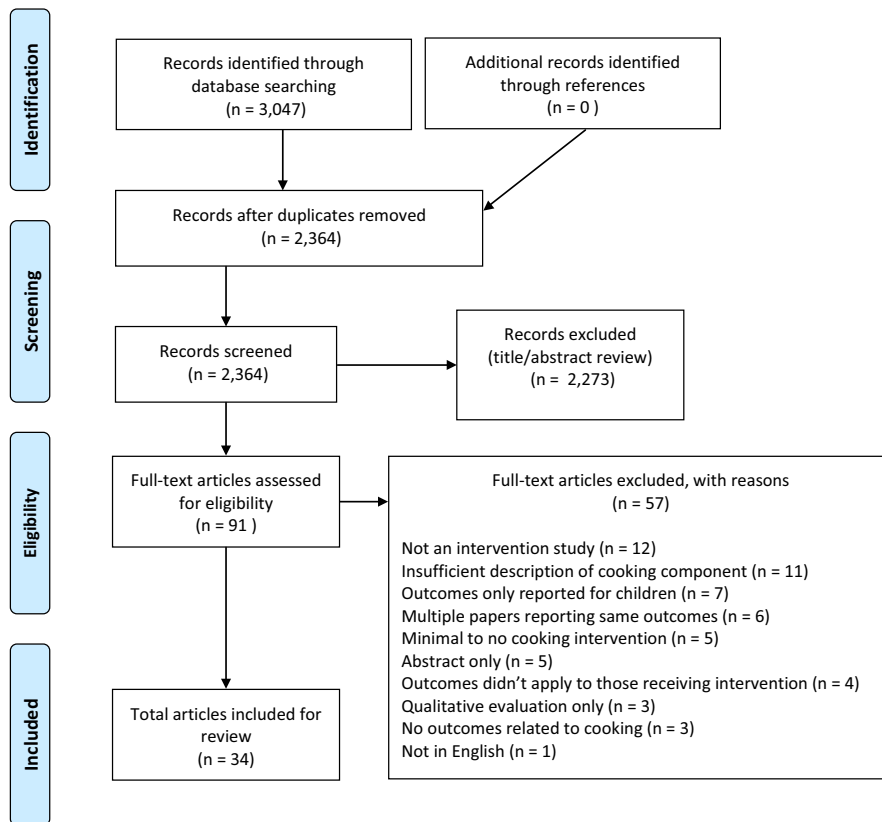 Identification
Records identified through
database searching
(n = 3,047)
Additional records identified
through references
(n = 0 )
Records after duplicates removed
(n = 2,364)
Screening
Records screened
(n = 2,364)
Records excluded
(title/abstract review)
(n =  2,273)
Eligibility
Full-text articles assessed
for eligibility
(n = 91 )
Full-text articles excluded, with reasons
(n = 57)
Not an intervention study (n = 12)
Insufficient description of cooking component (n = 11)
Outcomes only reported for children (n = 7)
Multiple papers reporting same outcomes (n = 6)
Minimal to no cooking intervention (n = 5)
Abstract only (n = 5)
Outcomes didn’t apply to those receiving intervention (n = 4)
Qualitative evaluation only (n = 3)
No outcomes related to cooking (n = 3)
Not in English (n = 1)
Included
Total articles included for
review
(n = 34)